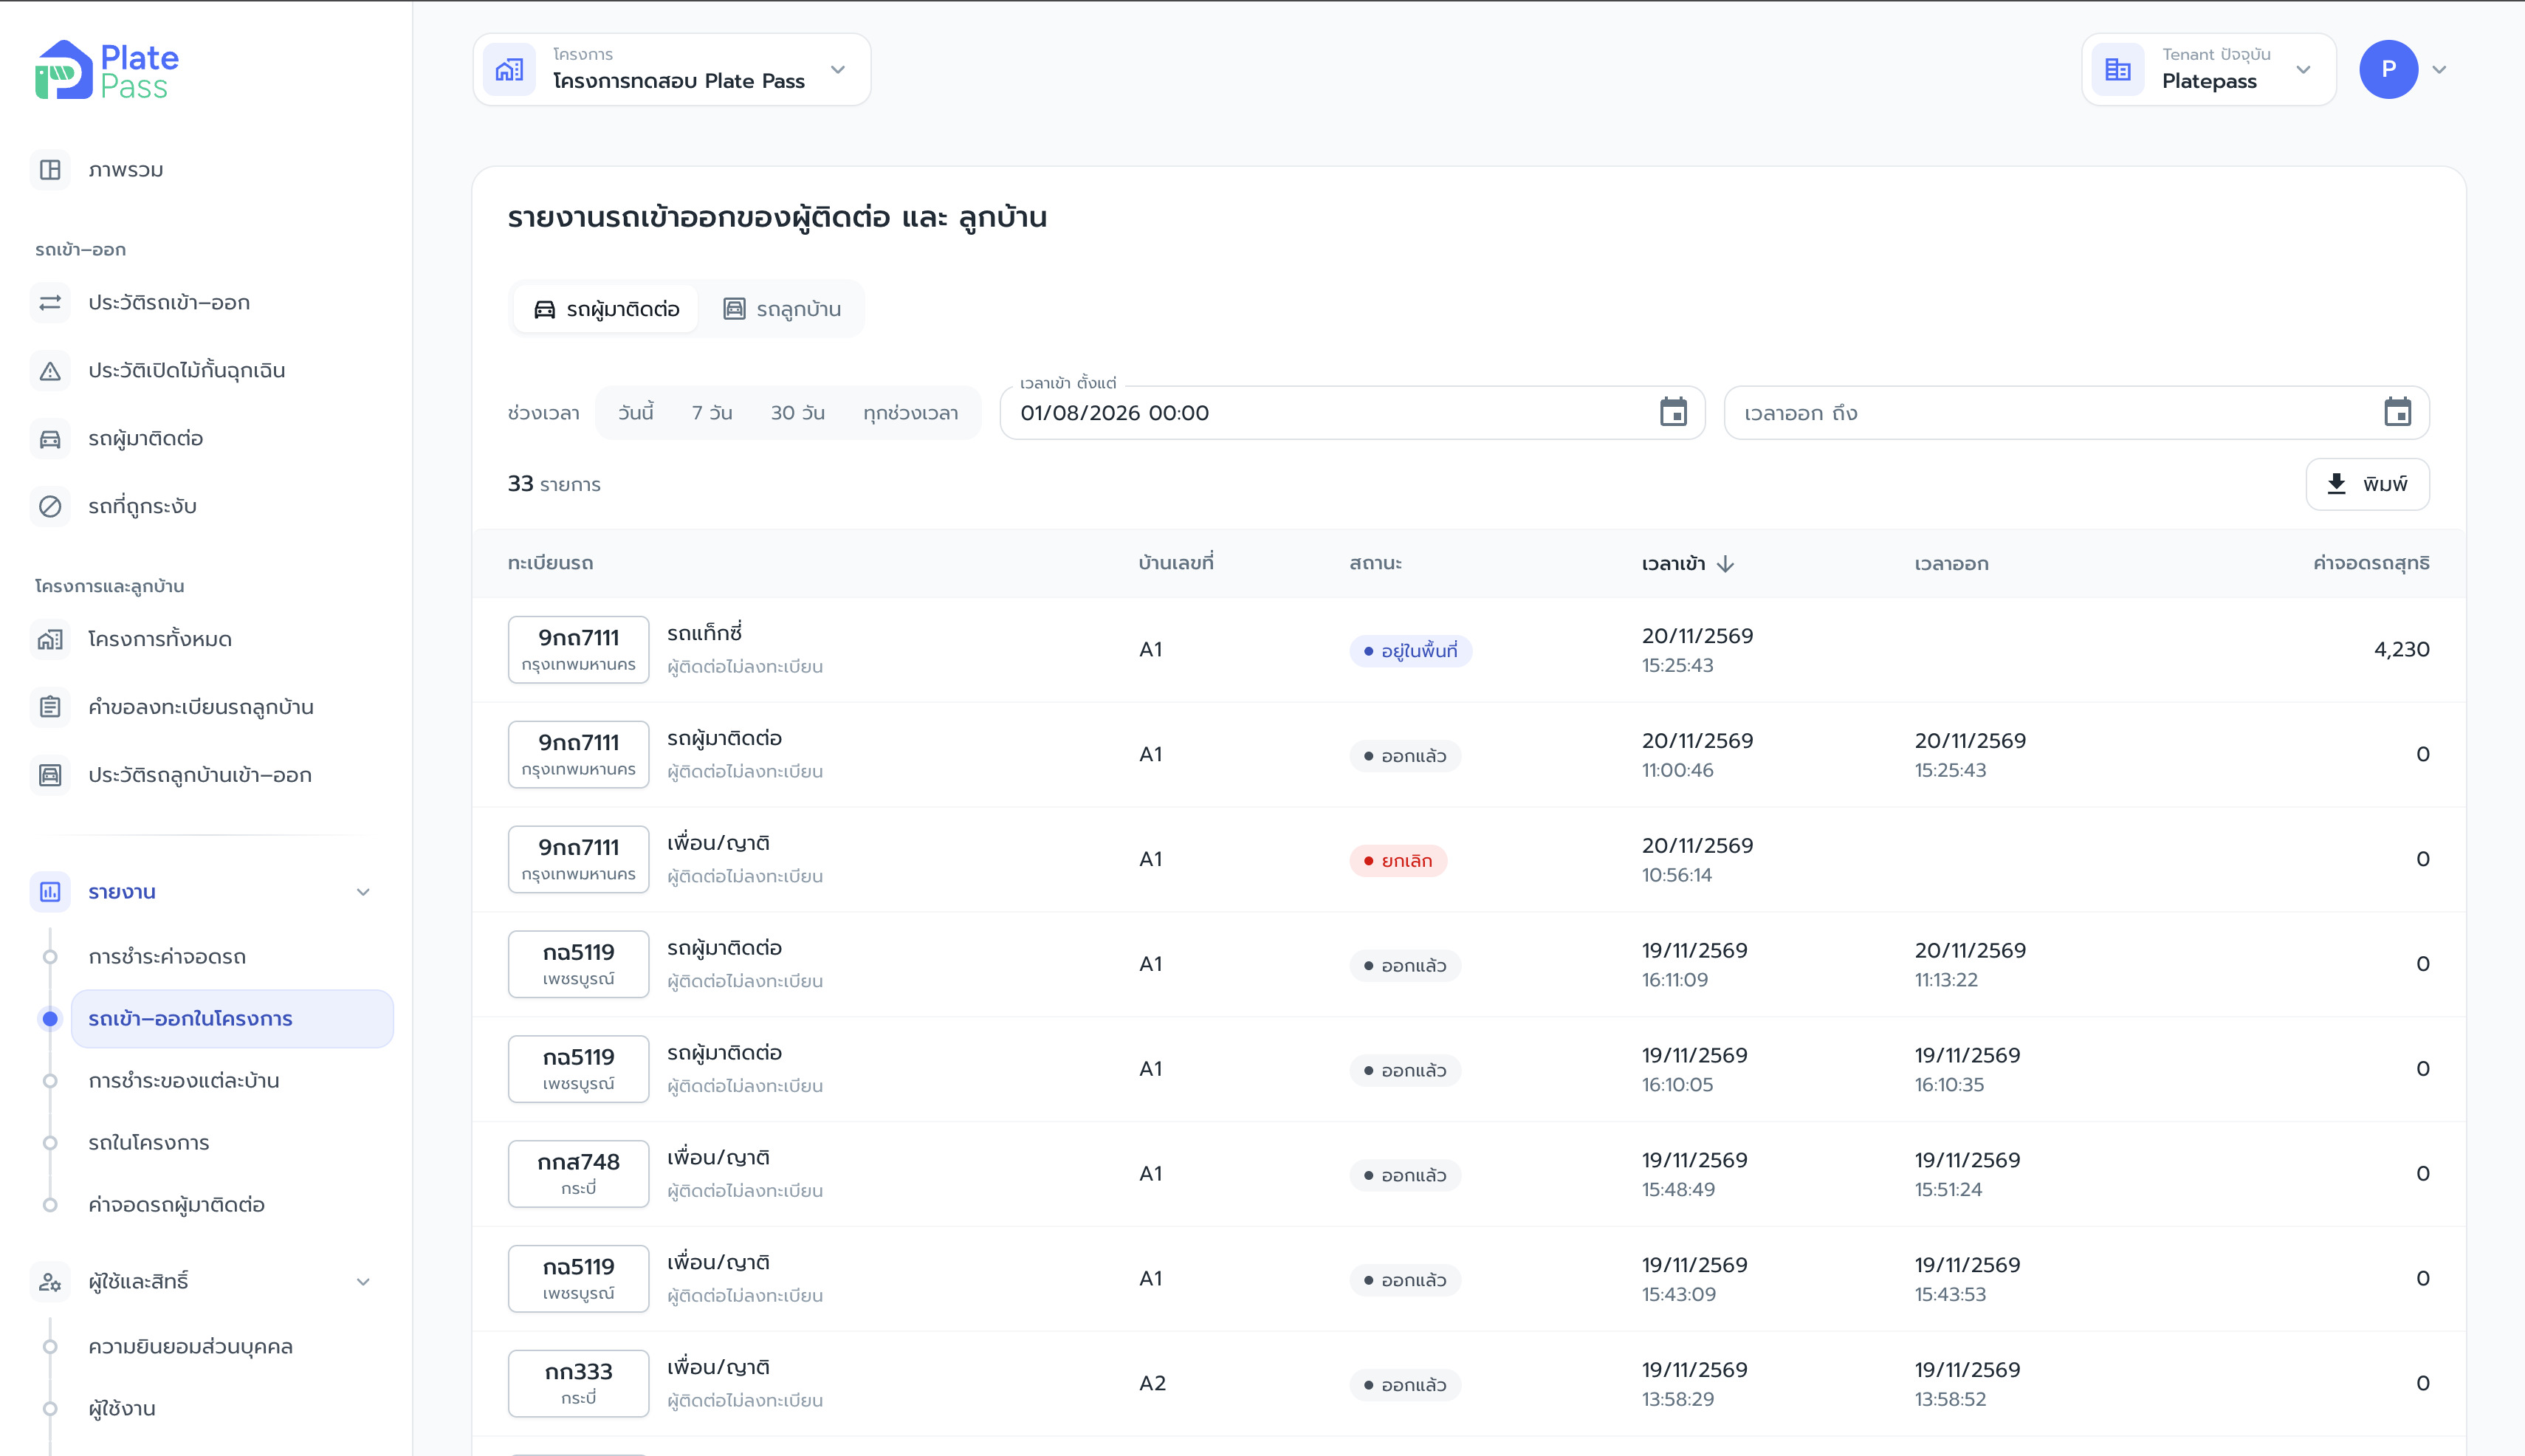 Plate
Pass
โครงการ
โครงการทดสอบ Plate Pass
Tenant ปัจจุบัน
Platepass
P
ภาพรวม
รถเข้า–ออก
ประวัติรถเข้า–ออก
ประวัติเปิดไม้กั้นฉุกเฉิน
รถผู้มาติดต่อ
รถที่ถูกระงับ
โครงการและลูกบ้าน
โครงการทั้งหมด
คำขอลงทะเบียนรถลูกบ้าน
ประวัติรถลูกบ้านเข้า–ออก
รายงาน
การชำระค่าจอดรถ
รถเข้า–ออกในโครงการ
การชำระของแต่ละบ้าน
รถในโครงการ
ค่าจอดรถผู้มาติดต่อ
ผู้ใช้และสิทธิ์
ความยินยอมส่วนบุคคล
ผู้ใช้งาน
รายงานรถเข้าออกของผู้ติดต่อ และ ลูกบ้าน
รถผู้มาติดต่อ รถลูกบ้าน
เวลาเข้า ตั้งแต่
ช่วงเวลา วันนี้ 7 วัน 30 วัน ทุกช่วงเวลา 01/08/2026 00:00 เวลาออก ถึง
33 รายการ พิมพ์
ทะเบียนรถ บ้านเลขที่ สถานะ เวลาเข้า เวลาออก ค่าจอดรถสุทธิ
9กถ7111 รถแท็กซี่ A1 อยู่ในพื้นที่ 20/11/2569 4,230
กรุงเทพมหานคร ผู้ติดต่อไม่ลงทะเบียน 15:25:43
9กถ7111 รถผู้มาติดต่อ A1 ออกแล้ว 20/11/2569 20/11/2569 0
กรุงเทพมหานคร ผู้ติดต่อไม่ลงทะเบียน 11:00:46 15:25:43
9กถ7111 เพื่อน/ญาติ A1 ยกเลิก 20/11/2569 0
กรุงเทพมหานคร ผู้ติดต่อไม่ลงทะเบียน 10:56:14
กฉ5119 รถผู้มาติดต่อ A1 ออกแล้ว 19/11/2569 20/11/2569 0
เพชรบูรณ์ ผู้ติดต่อไม่ลงทะเบียน 16:11:09 11:13:22
กฉ5119 รถผู้มาติดต่อ A1 ออกแล้ว 19/11/2569 19/11/2569 0
เพชรบูรณ์ ผู้ติดต่อไม่ลงทะเบียน 16:10:05 16:10:35
กกส748 เพื่อน/ญาติ A1 ออกแล้ว 19/11/2569 19/11/2569 0
กระบี่ ผู้ติดต่อไม่ลงทะเบียน 15:48:49 15:51:24
กฉ5119 เพื่อน/ญาติ A1 ออกแล้ว 19/11/2569 19/11/2569 0
เพชรบูรณ์ ผู้ติดต่อไม่ลงทะเบียน 15:43:09 15:43:53
กก333 เพื่อน/ญาติ A2 ออกแล้ว 19/11/2569 19/11/2569 0
กระบี่ ผู้ติดต่อไม่ลงทะเบียน 13:58:29 13:58:52